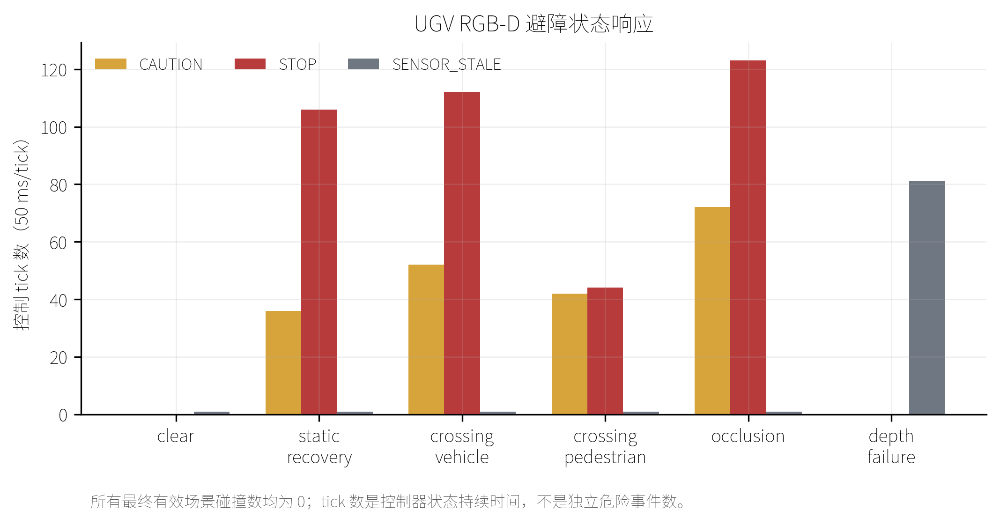 UGV RGB-D 避障状态响应
CAUTION STOP SENSOR_STALE
控制 tick 数（50 ms/tick）
120
100
80
60
40
20
0
clear
static
recovery
crossing
vehicle
crossing
pedestrian
occlusion
depth
failure
所有最终有效场景碰撞数均为 0；tick 数是控制器状态持续时间，不是独立危险事件数。